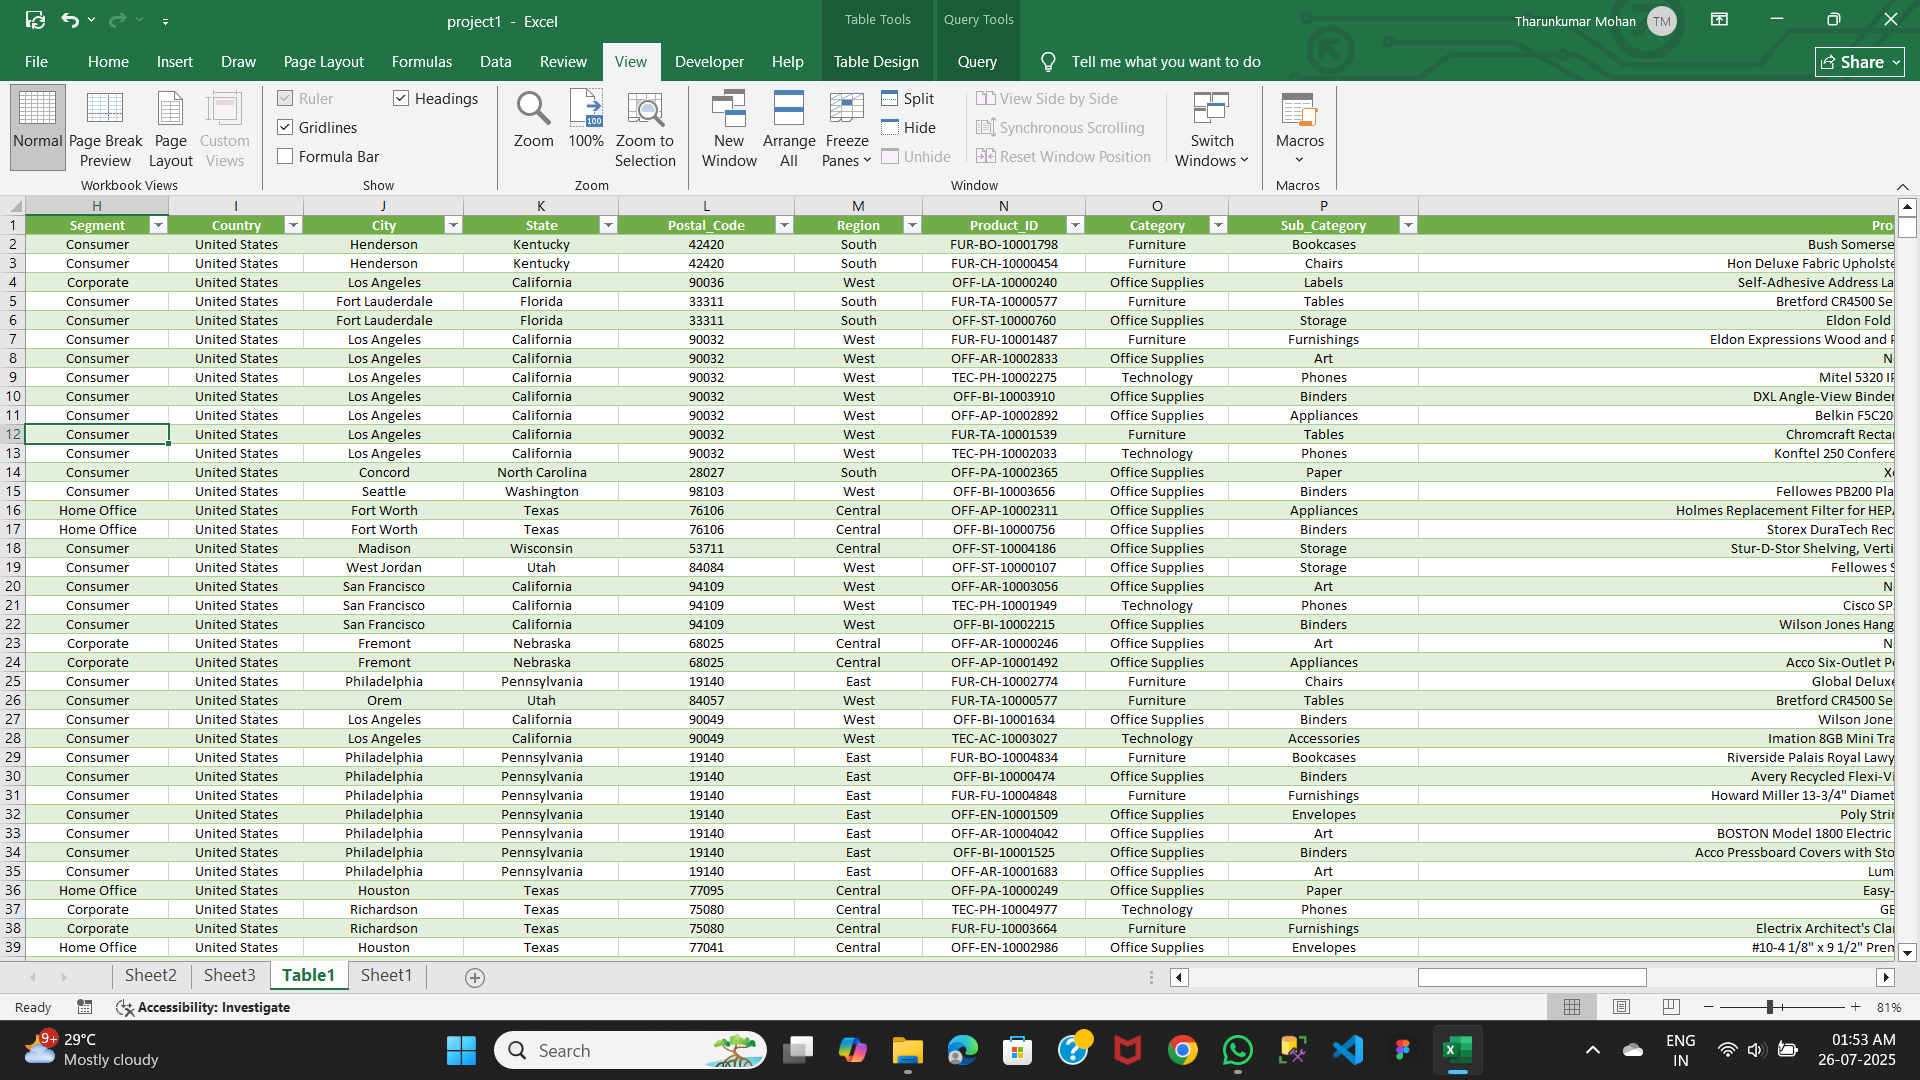 project1 - Excel
Table Tools
Query Tools
Tharunkumar Mohan
TM
File Home Insert Draw Page Layout Formulas Data Review View Developer Help Table Design Query Tell me what you want to do Share
Normal
Page Break Preview
Page Layout
Custom Views
Workbook Views
Ruler
Headings
Gridlines
Formula Bar
Show
Zoom
100
100%
Zoom to Selection
Zoom
New Window
Arrange All
Freeze Panes
Split
Hide
Unhide
View Side by Side
Synchronous Scrolling
Reset Window Position
Window
Switch Windows
Macros
Macros
H I J K L M N O P
1 Segment Country City State Postal_Code Region Product_ID Category Sub_Category Pro
2 Consumer United States Henderson Kentucky 42420 South FUR-BO-10001798 Furniture Bookcases Bush Somerse
3 Consumer United States Henderson Kentucky 42420 South FUR-CH-10000454 Furniture Chairs Hon Deluxe Fabric Upholste
4 Corporate United States Los Angeles California 90036 West OFF-LA-10000240 Office Supplies Labels Self-Adhesive Address La
5 Consumer United States Fort Lauderdale Florida 33311 South FUR-TA-10000577 Furniture Tables Bretford CR4500 Se
6 Consumer United States Fort Lauderdale Florida 33311 South OFF-ST-10000760 Office Supplies Storage Eldon Fold
7 Consumer United States Los Angeles California 90032 West FUR-FU-10001487 Furniture Furnishings Eldon Expressions Wood and P
8 Consumer United States Los Angeles California 90032 West OFF-AR-10002833 Office Supplies Art N
9 Consumer United States Los Angeles California 90032 West TEC-PH-10002275 Technology Phones Mitel 5320 IP
10 Consumer United States Los Angeles California 90032 West OFF-BI-10003910 Office Supplies Binders DXL Angle-View Binder
11 Consumer United States Los Angeles California 90032 West OFF-AP-10002892 Office Supplies Appliances Belkin F5C20
12 Consumer United States Los Angeles California 90032 West FUR-TA-10001539 Furniture Tables Chromcraft Rectar
13 Consumer United States Los Angeles California 90032 West TEC-PH-10002033 Technology Phones Konftel 250 Confere
14 Consumer United States Concord North Carolina 28027 South OFF-PA-10002365 Office Supplies Paper Xe
15 Consumer United States Seattle Washington 98103 West OFF-BI-10003656 Office Supplies Binders Fellowes PB200 Pla
16 Home Office United States Fort Worth Texas 76106 Central OFF-AP-10002311 Office Supplies Appliances Holmes Replacement Filter for HEPA
17 Home Office United States Fort Worth Texas 76106 Central OFF-BI-10000756 Office Supplies Binders Storex DuraTech Rec
18 Consumer United States Madison Wisconsin 53711 Central OFF-ST-10004186 Office Supplies Storage Stur-D-Stor Shelving, Verti
19 Consumer United States West Jordan Utah 84084 West OFF-ST-10000107 Office Supplies Storage Fellowes S
20 Consumer United States San Francisco California 94109 West OFF-AR-10003056 Office Supplies Art N
21 Consumer United States San Francisco California 94109 West TEC-PH-10001949 Technology Phones Cisco SP
22 Consumer United States San Francisco California 94109 West OFF-BI-10002215 Office Supplies Binders Wilson Jones Hang
23 Corporate United States Fremont Nebraska 68025 Central OFF-AR-10000246 Office Supplies Art N
24 Corporate United States Fremont Nebraska 68025 Central OFF-AP-10001492 Office Supplies Appliances Acco Six-Outlet P
25 Consumer United States Philadelphia Pennsylvania 19140 East FUR-CH-10002774 Furniture Chairs Global Deluxe
26 Consumer United States Orem Utah 84057 West FUR-TA-10000577 Furniture Tables Bretford CR4500 Se
27 Consumer United States Los Angeles California 90049 West OFF-BI-10001634 Office Supplies Binders Wilson Jone
28 Consumer United States Los Angeles California 90049 West TEC-AC-10003027 Technology Accessories Imation 8GB Mini Tra
29 Consumer United States Philadelphia Pennsylvania 19140 East FUR-BO-10004834 Furniture Bookcases Riverside Palais Royal Lawy
30 Consumer United States Philadelphia Pennsylvania 19140 East OFF-BI-10000474 Office Supplies Binders Avery Recycled Flexi-Vi
31 Consumer United States Philadelphia Pennsylvania 19140 East FUR-FU-10004848 Furniture Furnishings Howard Miller 13-3/4" Diamet
32 Consumer United States Philadelphia Pennsylvania 19140 East OFF-EN-10001509 Office Supplies Envelopes Poly Strin
33 Consumer United States Philadelphia Pennsylvania 19140 East OFF-AR-10004042 Office Supplies Art BOSTON Model 1800 Electric
34 Consumer United States Philadelphia Pennsylvania 19140 East OFF-BI-10001525 Office Supplies Binders Acco Pressboard Covers with Sto
35 Consumer United States Philadelphia Pennsylvania 19140 East OFF-AR-10001683 Office Supplies Art Lum
36 Home Office United States Houston Texas 77095 Central OFF-PA-10000249 Office Supplies Paper Easy-
37 Corporate United States Richardson Texas 75080 Central TEC-PH-10004977 Technology Phones GE
38 Corporate United States Richardson Texas 75080 Central FUR-FU-10003664 Furniture Furnishings Electrix Architect's Cla
39 Home Office United States Houston Texas 77041 Central OFF-EN-10002986 Office Supplies Envelopes #10-4 1/8" x 9 1/2" Prem
Sheet2 Sheet3 Table1 Sheet1
Ready Accessibility: Investigate 81%
9+ 29°C
Mostly cloudy
Search
ENG
IN
01:53 AM
26-07-2025